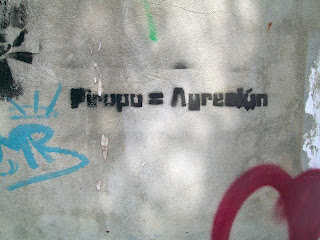 Piropo = Agresión